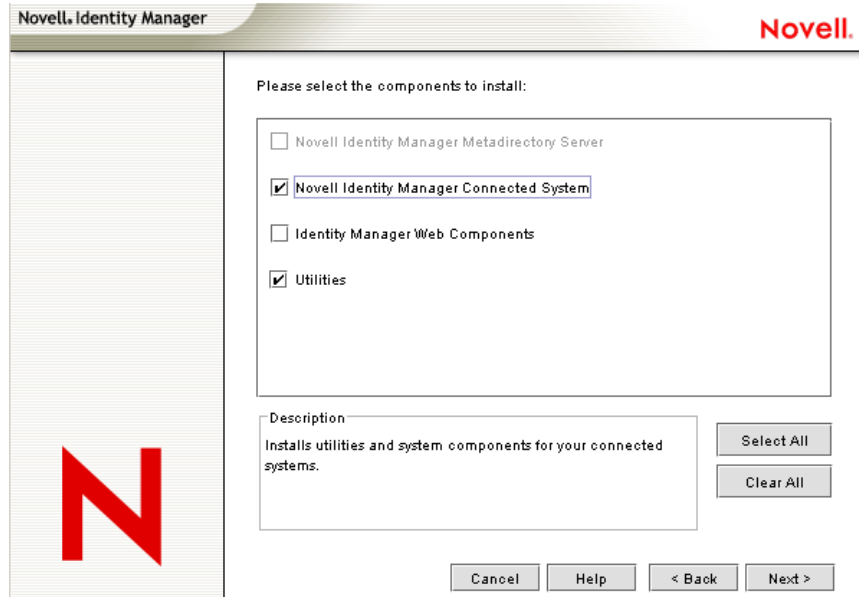 Novell. Identity Manager
Novell.
Please select the components to install:
Novell Identity Manager Metadirectory Server
Novell Identity Manager Connected System
Identity Manager Web Components
Utilities
Description
Installs utilities and system components for your connected
systems.
Select All
Clear All
N
Cancel
Help
< Back
Next >